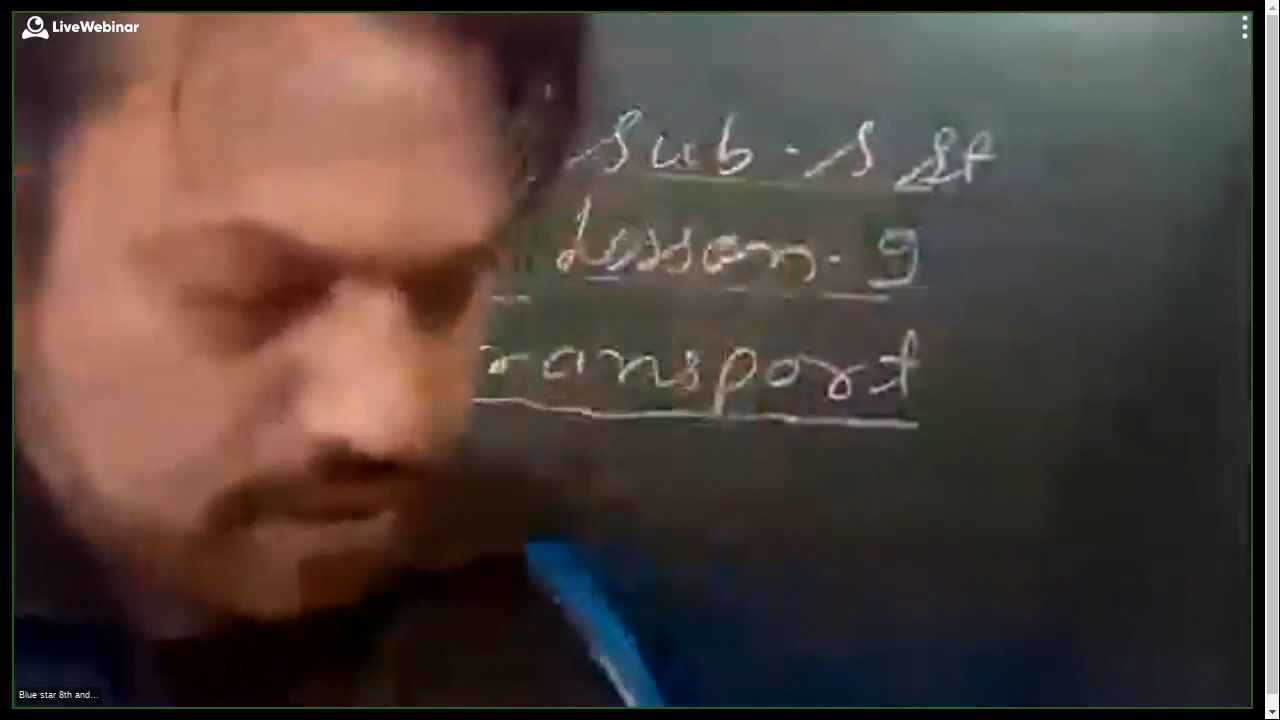 LiveWebinar
Sub · S St
Lesson · 9
ransport
Blue star 8th and...